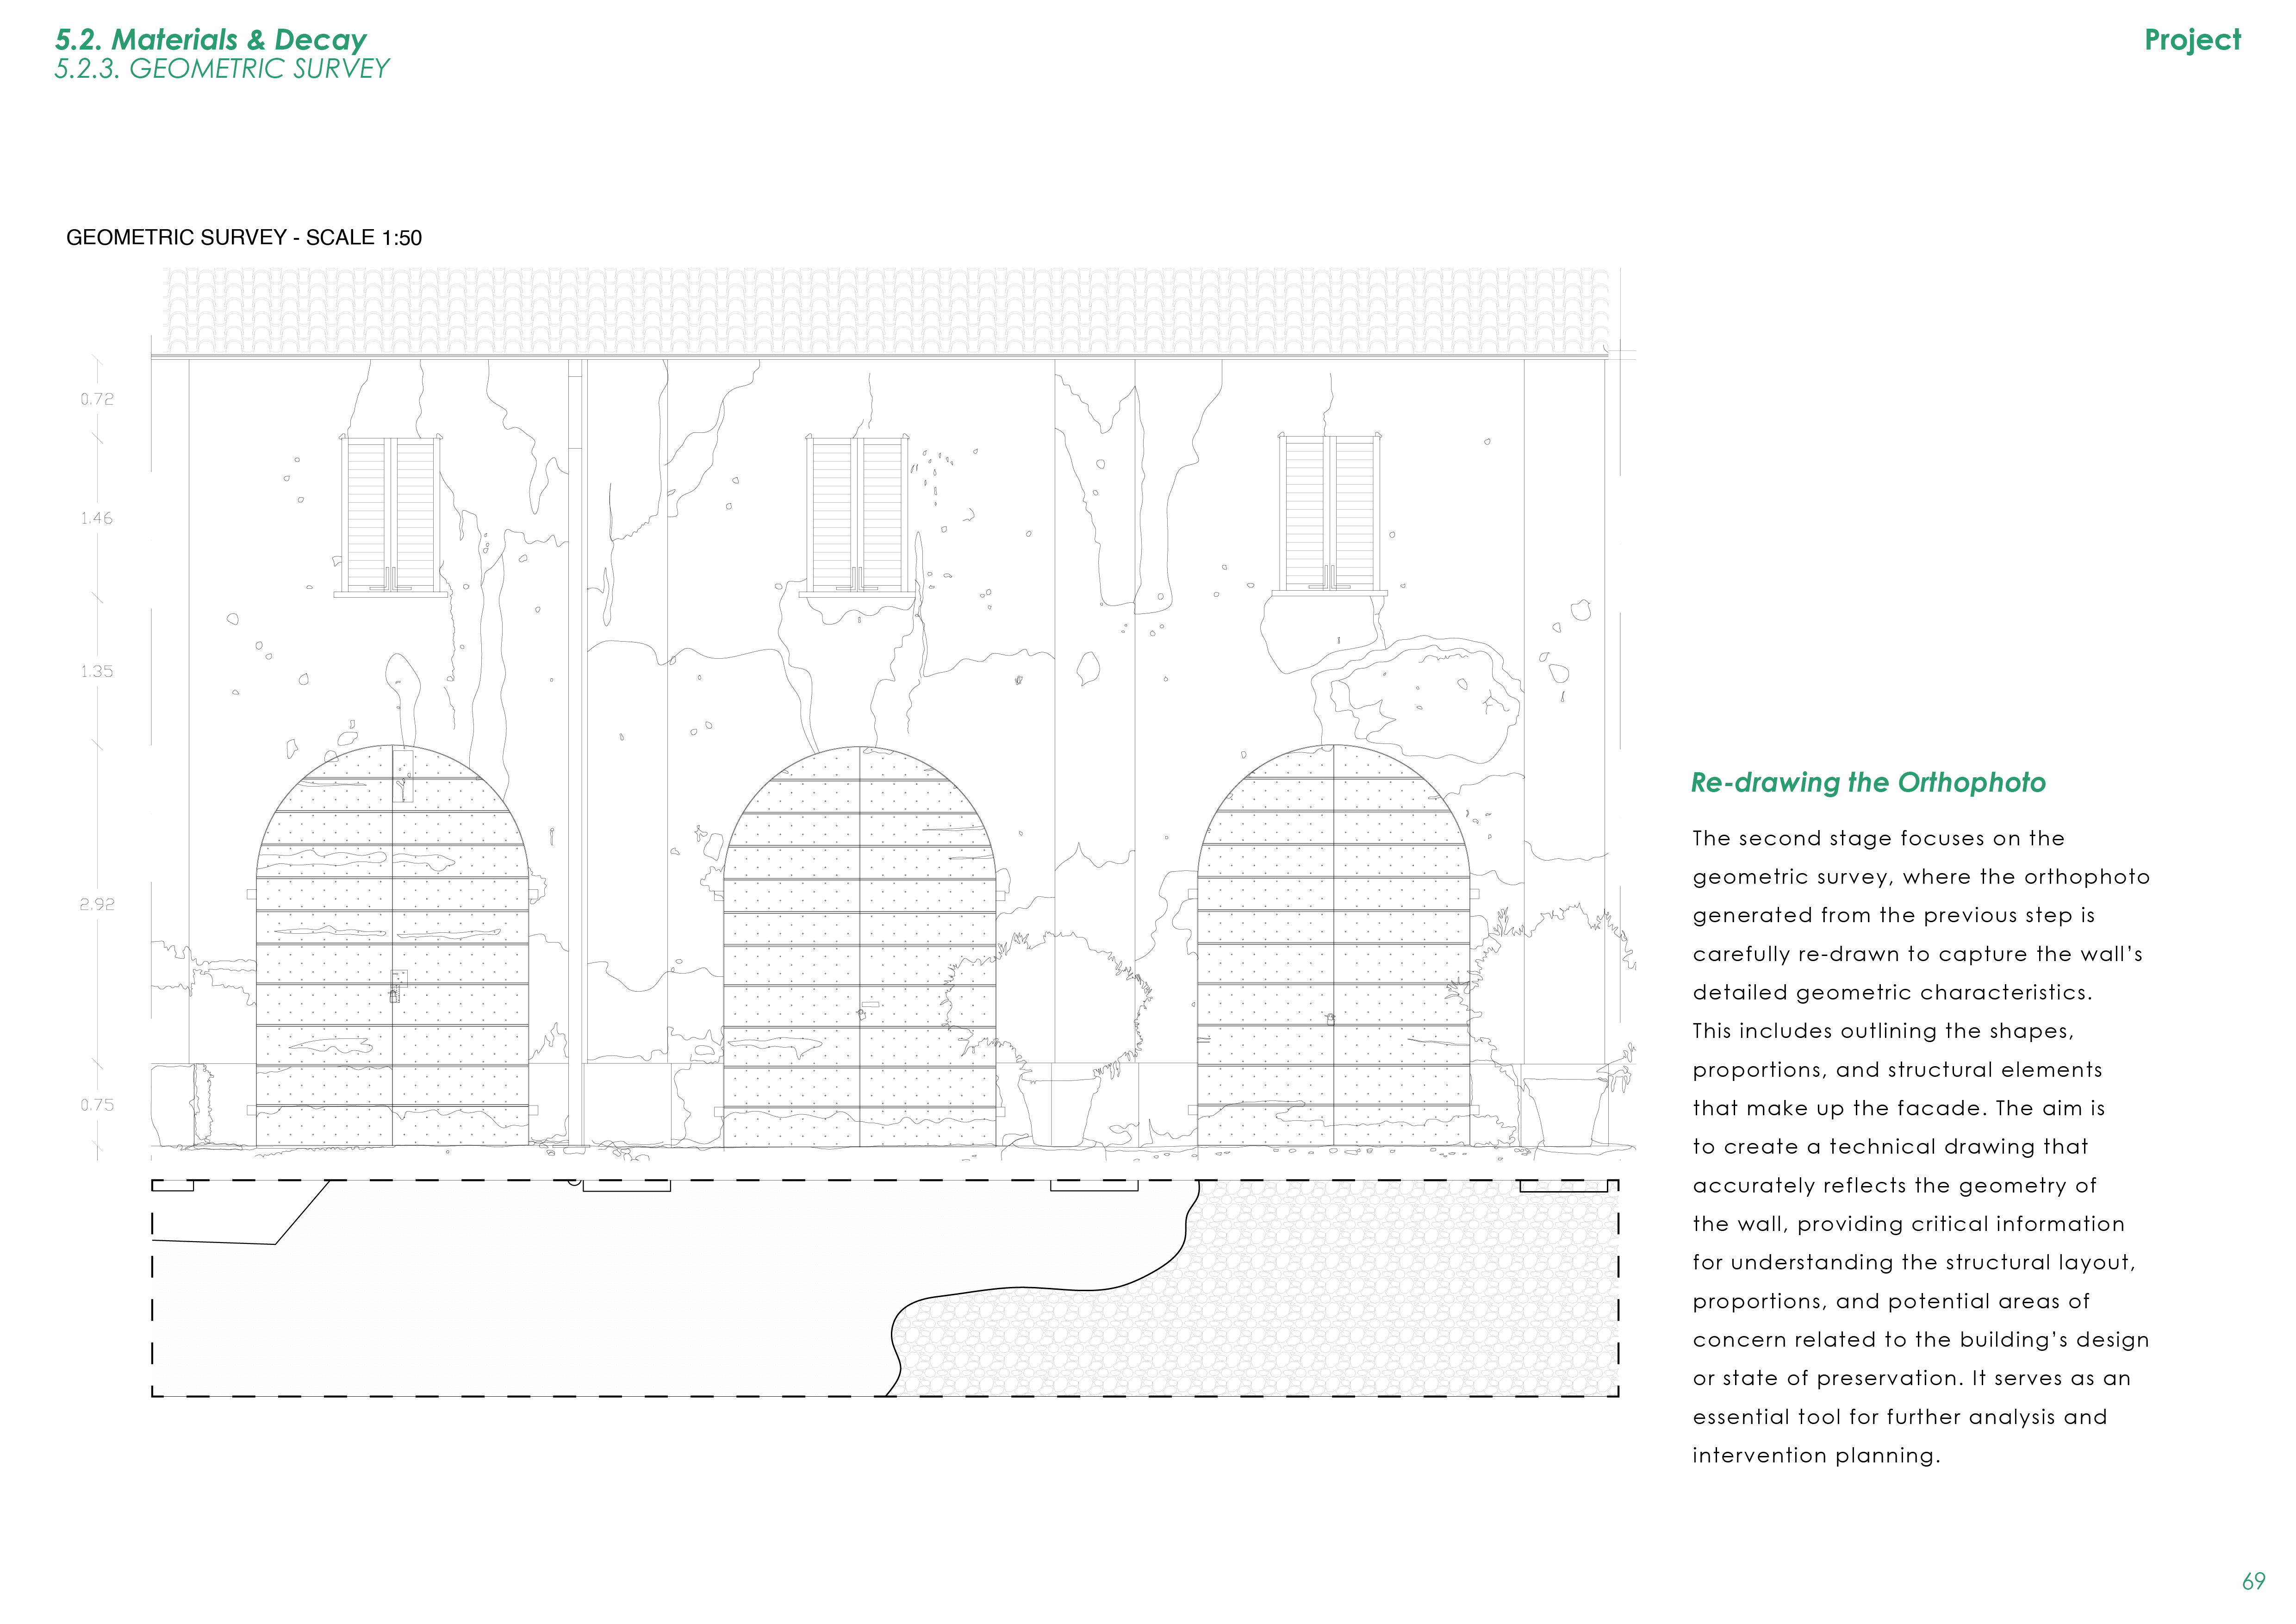 5.2. Materials & Decay
5.2.3. GEOMETRIC SURVEY
Project
GEOMETRIC SURVEY - SCALE 1:50
0.72
1.46
1.35
2.92
0.75
Re-drawing the Orthophoto
The second stage focuses on the
geometric survey, where the orthophoto
generated from the previous step is
carefully re-drawn to capture the wall's
detailed geometric characteristics.
This includes outlining the shapes,
proportions, and structural elements
that make up the facade. The aim is
to create a technical drawing that
accurately reflects the geometry of
the wall, providing critical information
for understanding the structural layout,
proportions, and potential areas of
concern related to the building's design
or state of preservation. It serves as an
essential tool for further analysis and
intervention planning.
69